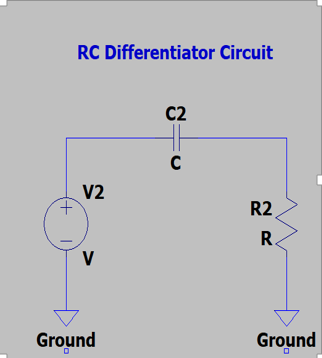 RC Differentiator Circuit
C2
C
V2
V
R2
R
Ground
Ground